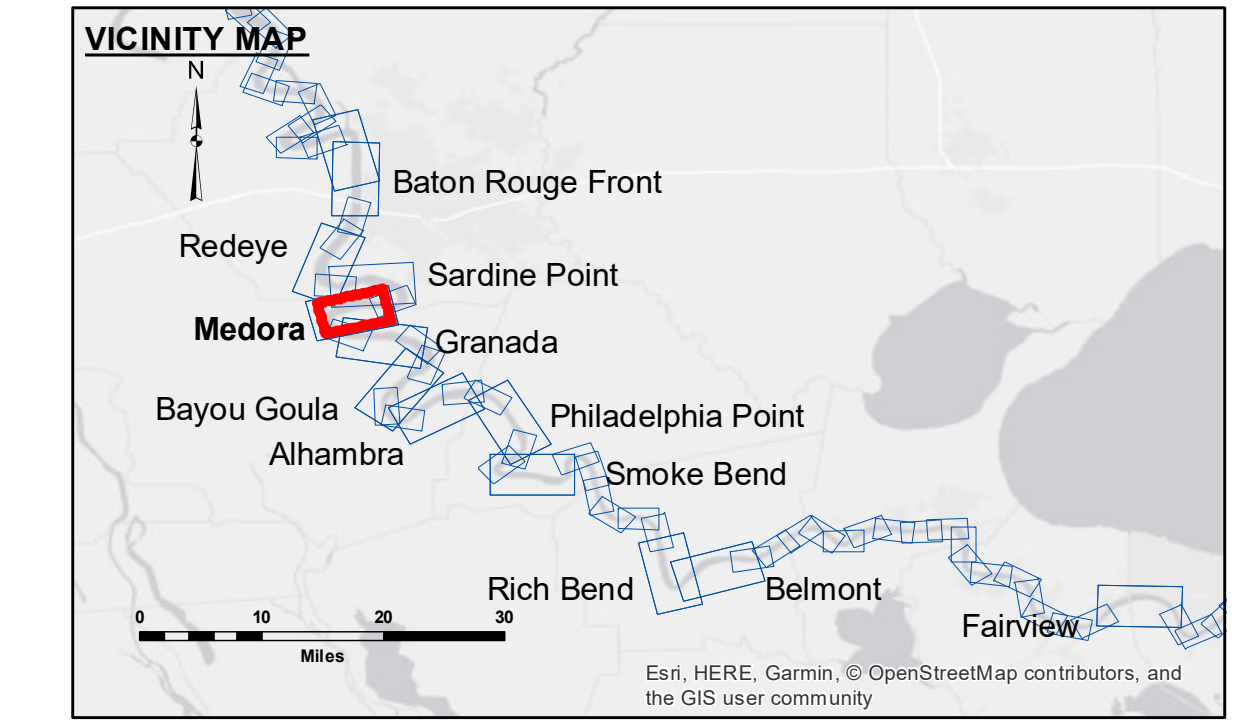 VICINITY MAP
N
Baton Rouge Front
Redeye
Sardine Point
Medora
Granada
Bayou Goula
Philadelphia Point
Alhambra
Smoke Bend
Rich Bend
Belmont
Fairview
0 10 20 30
Miles
Esri, HERE, Garmin, © OpenStreetMap contributors, and
the GIS user community